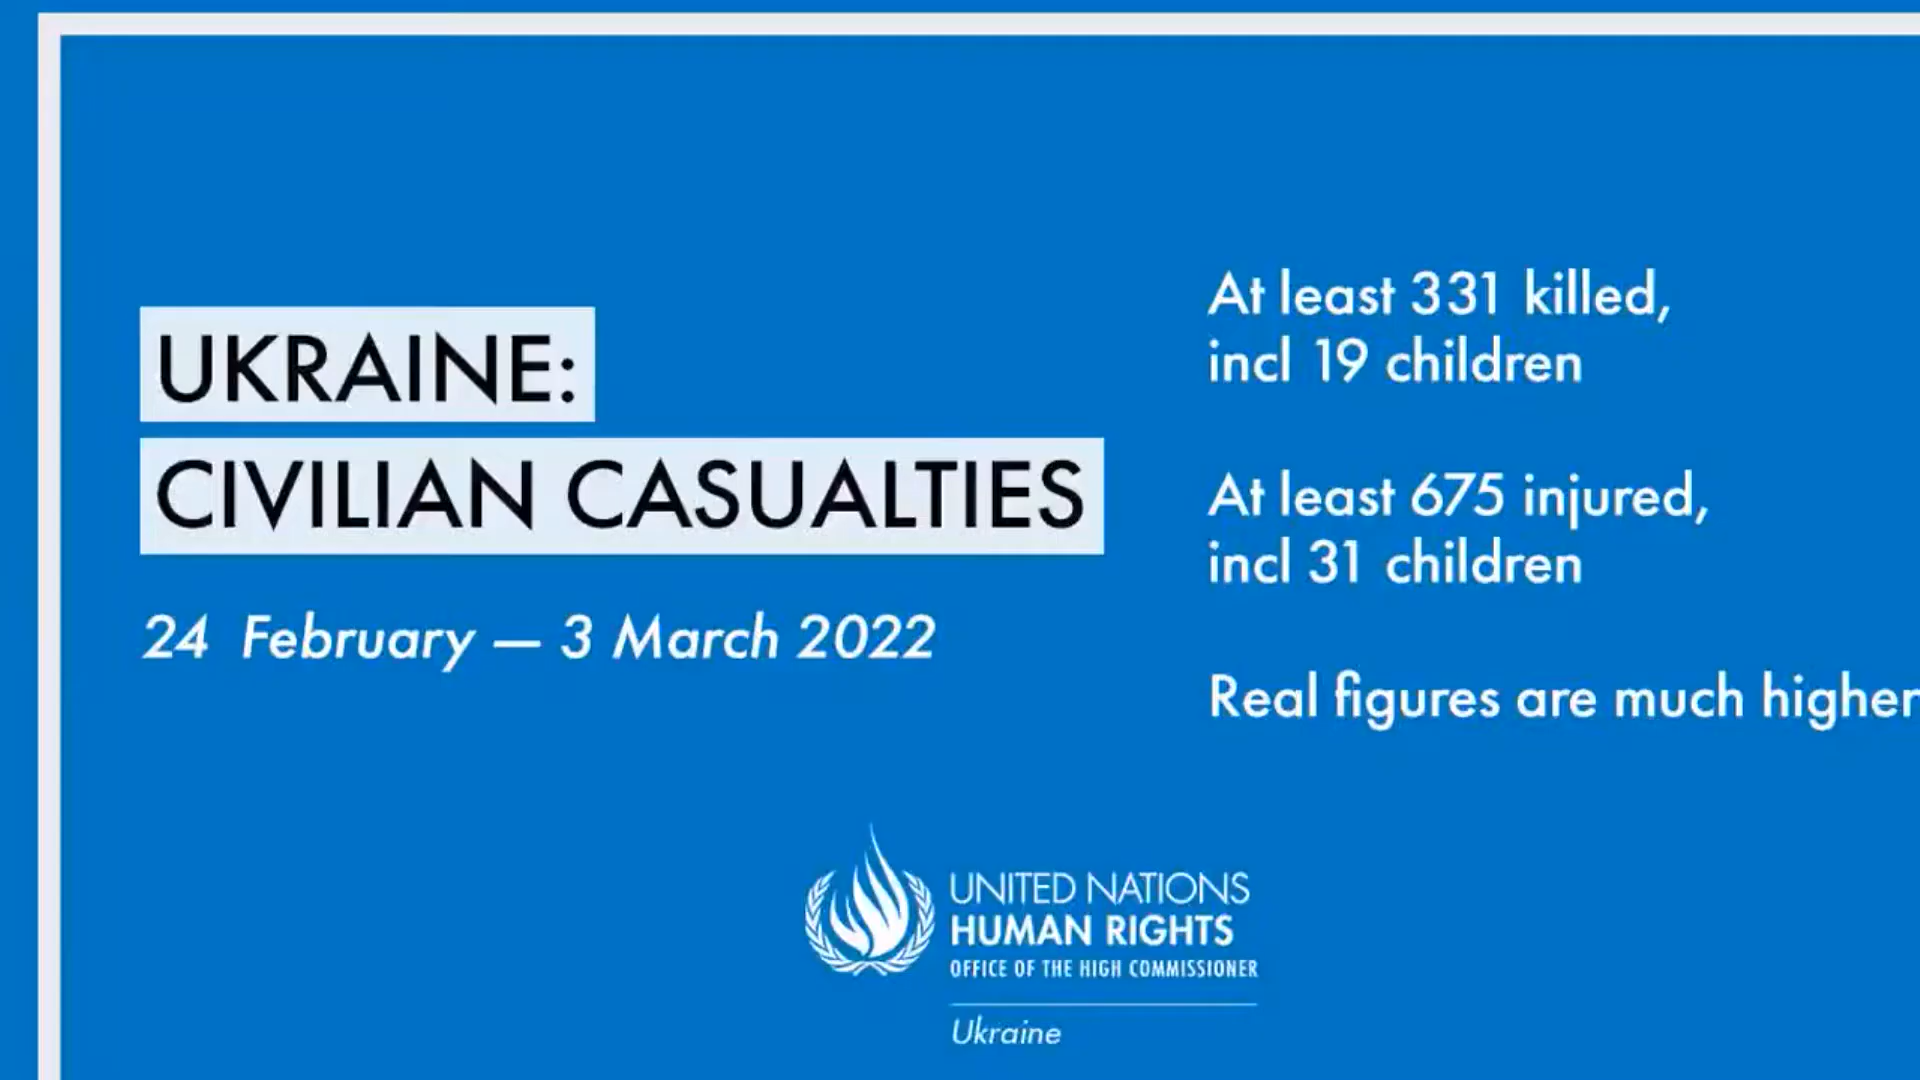 UKRAINE:
CIVILIAN CASUALTIES
24 February – 3 March 2022
At least 331 killed,
incl 19 children
At least 675 injured,
incl 31 children
Real figures are much higher
UNITED NATIONS
HUMAN RIGHTS
OFFICE OF THE HIGH COMMISSIONER
Ukraine